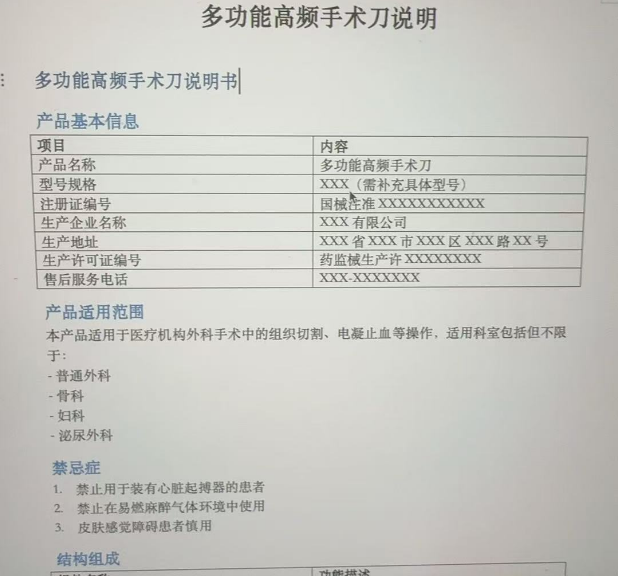 多功能高频手术刀说明
多功能高频手术刀说明书
产品基本信息
项目 内容
产品名称 多功能高频手术刀
型号规格 XXX（需补充具体型号）
注册证编号 国械注准 XXXXXXXXXXX
生产企业名称 XXX 有限公司
生产地址 XXX 省 XXX 市 XXX 区 XXX 路 XX 号
生产许可证编号 药监械生产许 XXXXXXXX
售后服务电话 XXX-XXXXXXX
产品适用范围
本产品适用于医疗机构外科手术中的组织切割、电凝止血等操作，适用科室包括但不限
于：
- 普通外科
- 骨科
- 妇科
- 泌尿外科
禁忌症
1. 禁止用于装有心脏起搏器的患者
2. 禁止在易燃麻醉气体环境中使用
3. 皮肤感觉障碍患者慎用
结构组成
功能描述